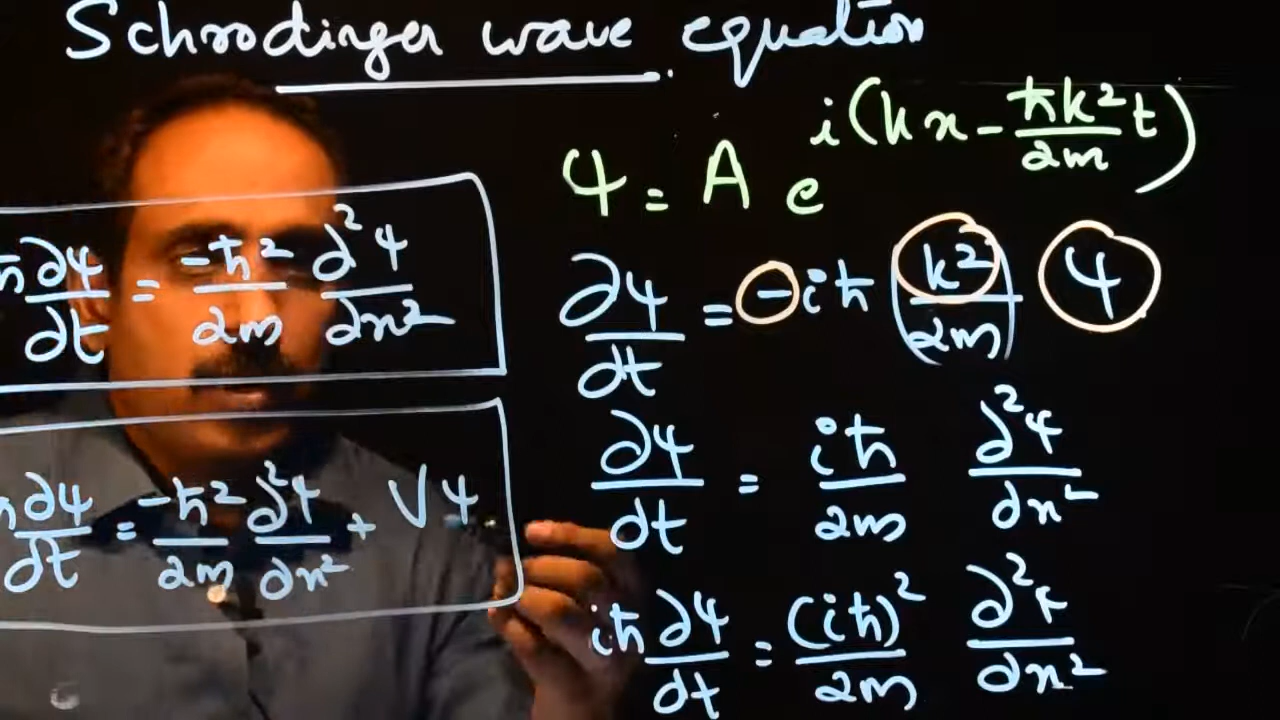 Schrodinger wave equation
ψ = A e^{i(kx - ℏk²/2m t)}
∂ψ/∂t = -iℏ (k²/2m) ψ
∂ψ/∂t = iℏ/2m ∂²ψ/∂x²
iℏ ∂ψ/∂t = (iℏ)²/2m ∂²ψ/∂x²
ℏ ∂ψ/∂t = -ℏ²/2m ∂²ψ/∂x²
ℏ ∂ψ/∂t = -ℏ²/2m ∂²ψ/∂x² + Vψ